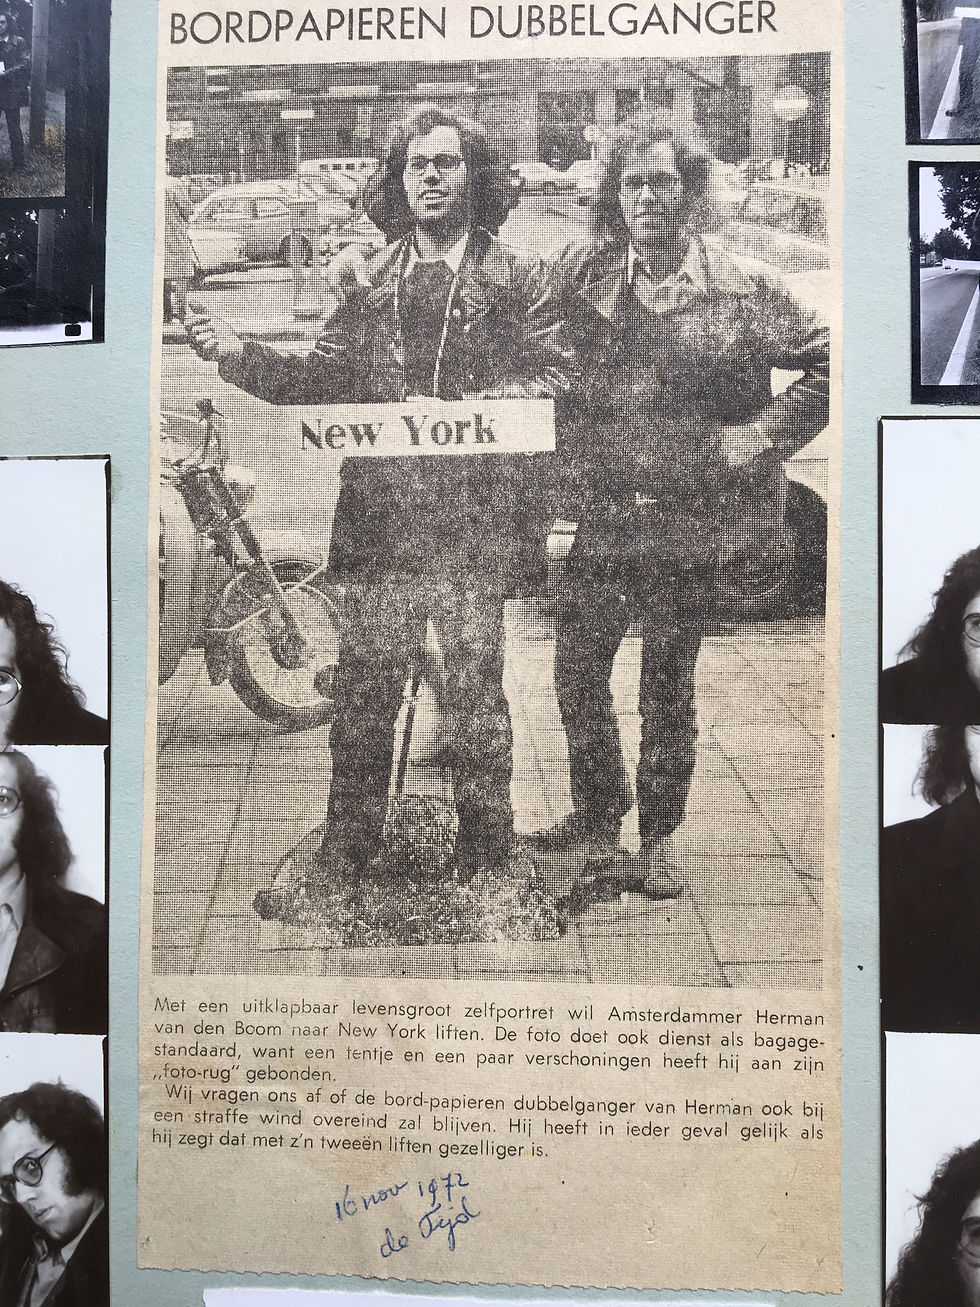 BORDPAPIEREN DUBBELGANGER
New York
Met een uitklapbaar levensgroot zelfportret wil Amsterdammer Herman
van den Boom naar New York liften. De foto doet ook dienst als bagage-
standaard, want een tentje en een paar verschoningen heeft hij aan zijn
„foto-rug" gebonden.
Wij vragen ons af of de bord-papieren dubbelganger van Herman ook bij
een straffe wind overeind zal blijven. Hij heeft in ieder geval gelijk als
hij zegt dat met z'n tweeën liften gezelliger is.
16 nov 1972
de Tijd